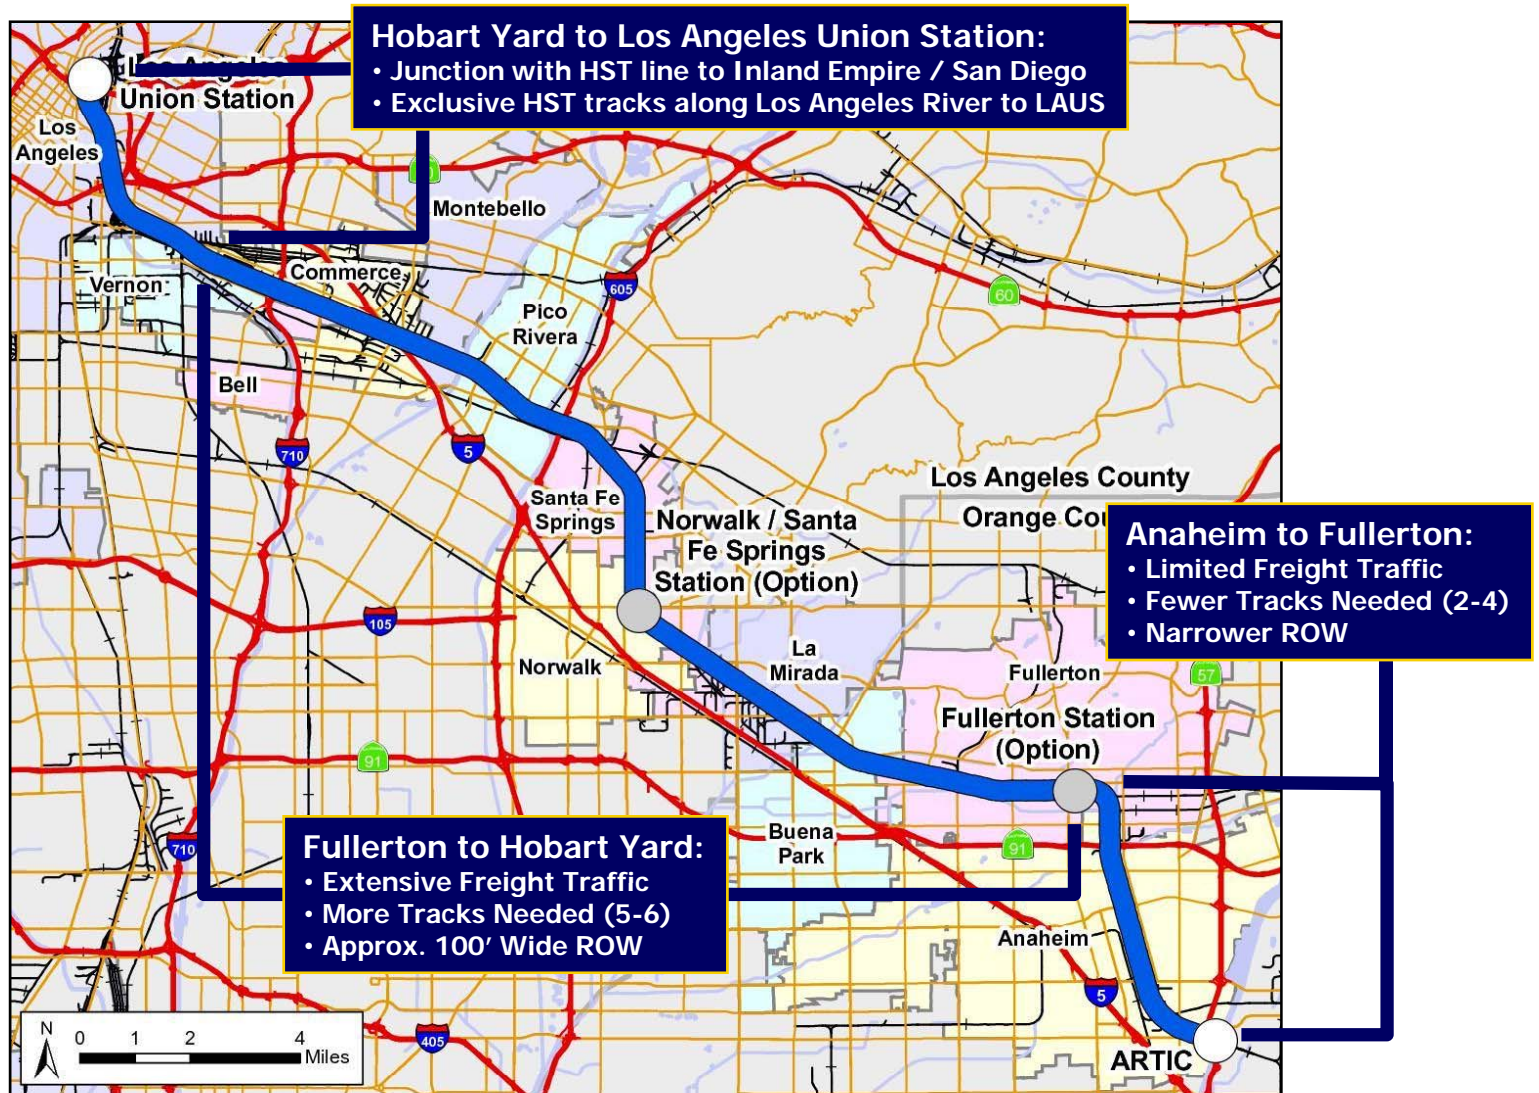 Hobart Yard to Los Angeles Union Station:
• Junction with HST line to Inland Empire / San Diego
• Exclusive HST tracks along Los Angeles River to LAUS
Los Angeles
Union Station
Los
Angeles
Montebello
Vernon
Commerce
605
60
Pico
Rivera
Bell
710
5
Los Angeles County
Orange Cou
Santa Fe
Springs
Norwalk / Santa
Fe Springs
Station (Option)
Anaheim to Fullerton:
• Limited Freight Traffic
• Fewer Tracks Needed (2-4)
• Narrower ROW
105
La
Mirada
Norwalk
Fullerton
57
Fullerton Station
(Option)
91
710
Buena
Park
91
Fullerton to Hobart Yard:
• Extensive Freight Traffic
• More Tracks Needed (5-6)
• Approx. 100' Wide ROW
Anaheim
5
405
ARTIC
N
0 1 2 4
Miles